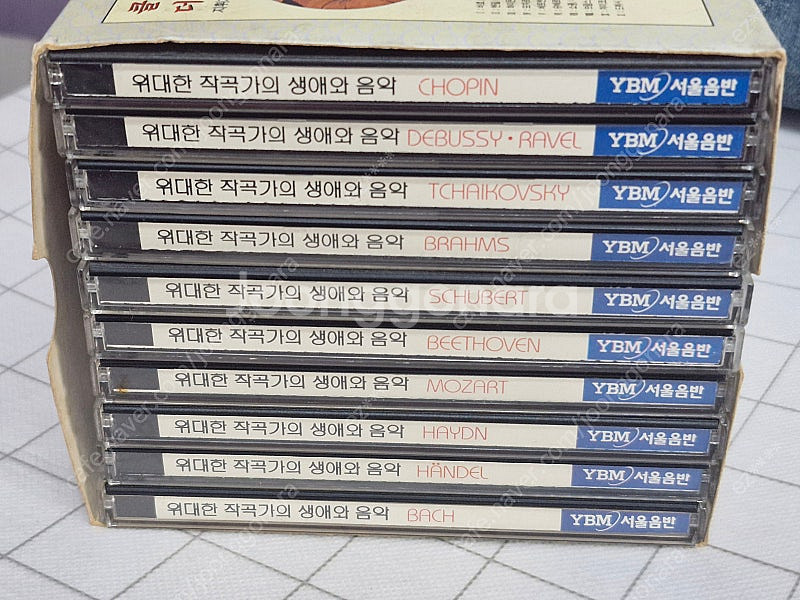 위대한 작곡가의 생애와 음악 CHOPIN YBM 서울음반
위대한 작곡가의 생애와 음악 DEBUSSY・RAVEL YBM 서울음반
위대한 작곡가의 생애와 음악 TCHAIKOVSKY YBM 서울음반
위대한 작곡가의 생애와 음악 BRAHMS YBM 서울음반
위대한 작곡가의 생애와 음악 SCHUBERT YBM 서울음반
위대한 작곡가의 생애와 음악 BEETHOVEN YBM 서울음반
위대한 작곡가의 생애와 음악 MOZART YBM 서울음반
위대한 작곡가의 생애와 음악 HAYDN YBM 서울음반
위대한 작곡가의 생애와 음악 HÄNDEL YBM 서울음반
위대한 작곡가의 생애와 음악 BACH YBM 서울음반
joonggonara